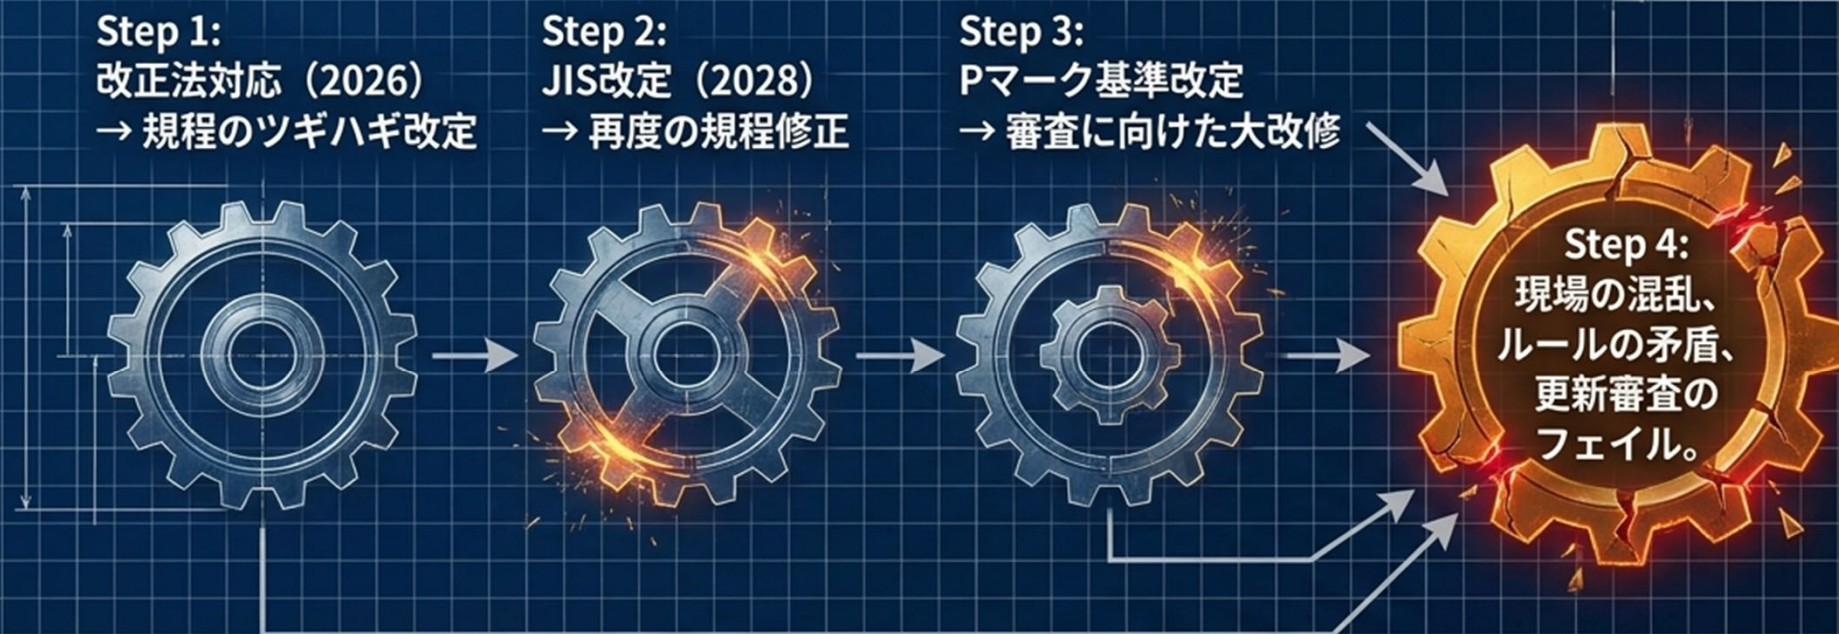 Step 1:
改正法対応（2026）
→ 規程のツギハギ改定
Step 2:
JIS改定（2028）
→ 再度の規程修正
Step 3:
Pマーク基準改定
→ 審査に向けた大改修
Step 4:
現場の混乱、
ルールの矛盾、
更新審査の
フェイル。